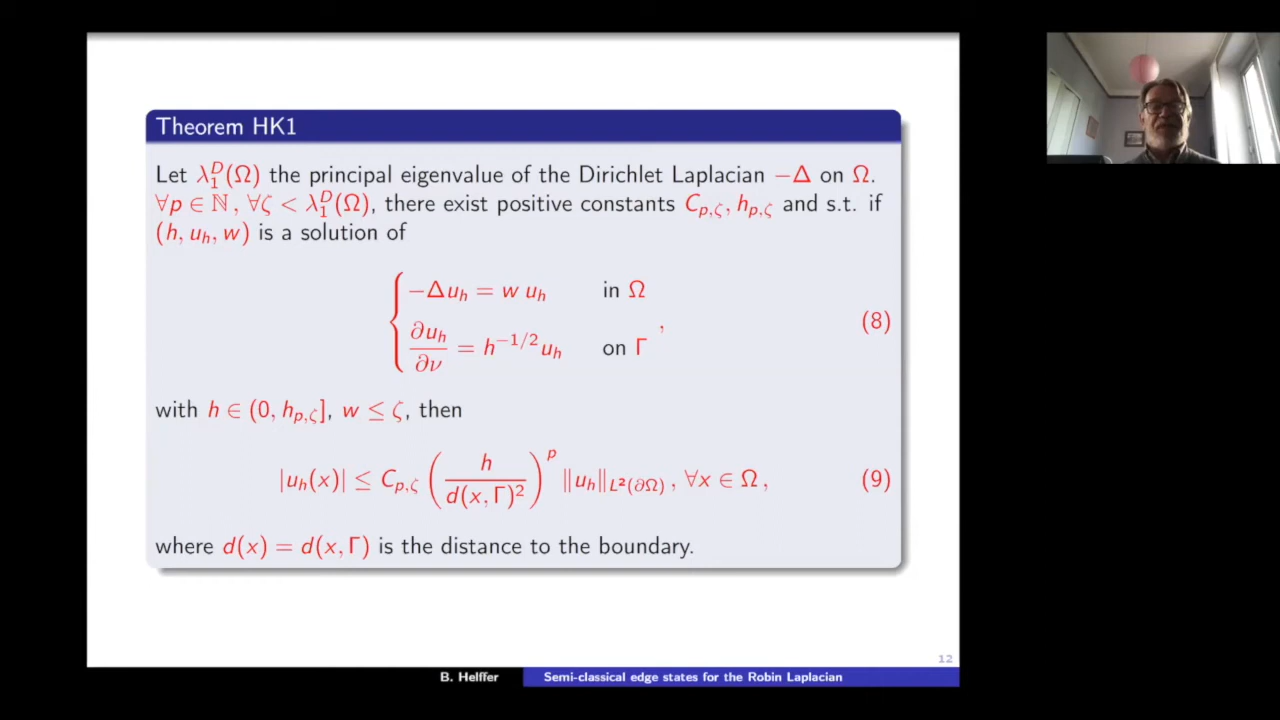 Theorem HK1
Let λ₁ᴰ(Ω) the principal eigenvalue of the Dirichlet Laplacian −Δ on Ω.
∀p ∈ ℕ, ∀ζ < λ₁ᴰ(Ω), there exist positive constants C_{p,ζ}, h_{p,ζ} and s.t. if
(h, u_h, w) is a solution of
{ −Δu_h = w u_h in Ω
∂u_h/∂ν = h^{−1/2} u_h on Γ , (8)
with h ∈ (0, h_{p,ζ}], w ≤ ζ, then
|u_h(x)| ≤ C_{p,ζ} (h / d(x, Γ)²)^p ‖u_h‖_{L²(∂Ω)}, ∀x ∈ Ω, (9)
where d(x) = d(x, Γ) is the distance to the boundary.
12
B. Helffer Semi-classical edge states for the Robin Laplacian